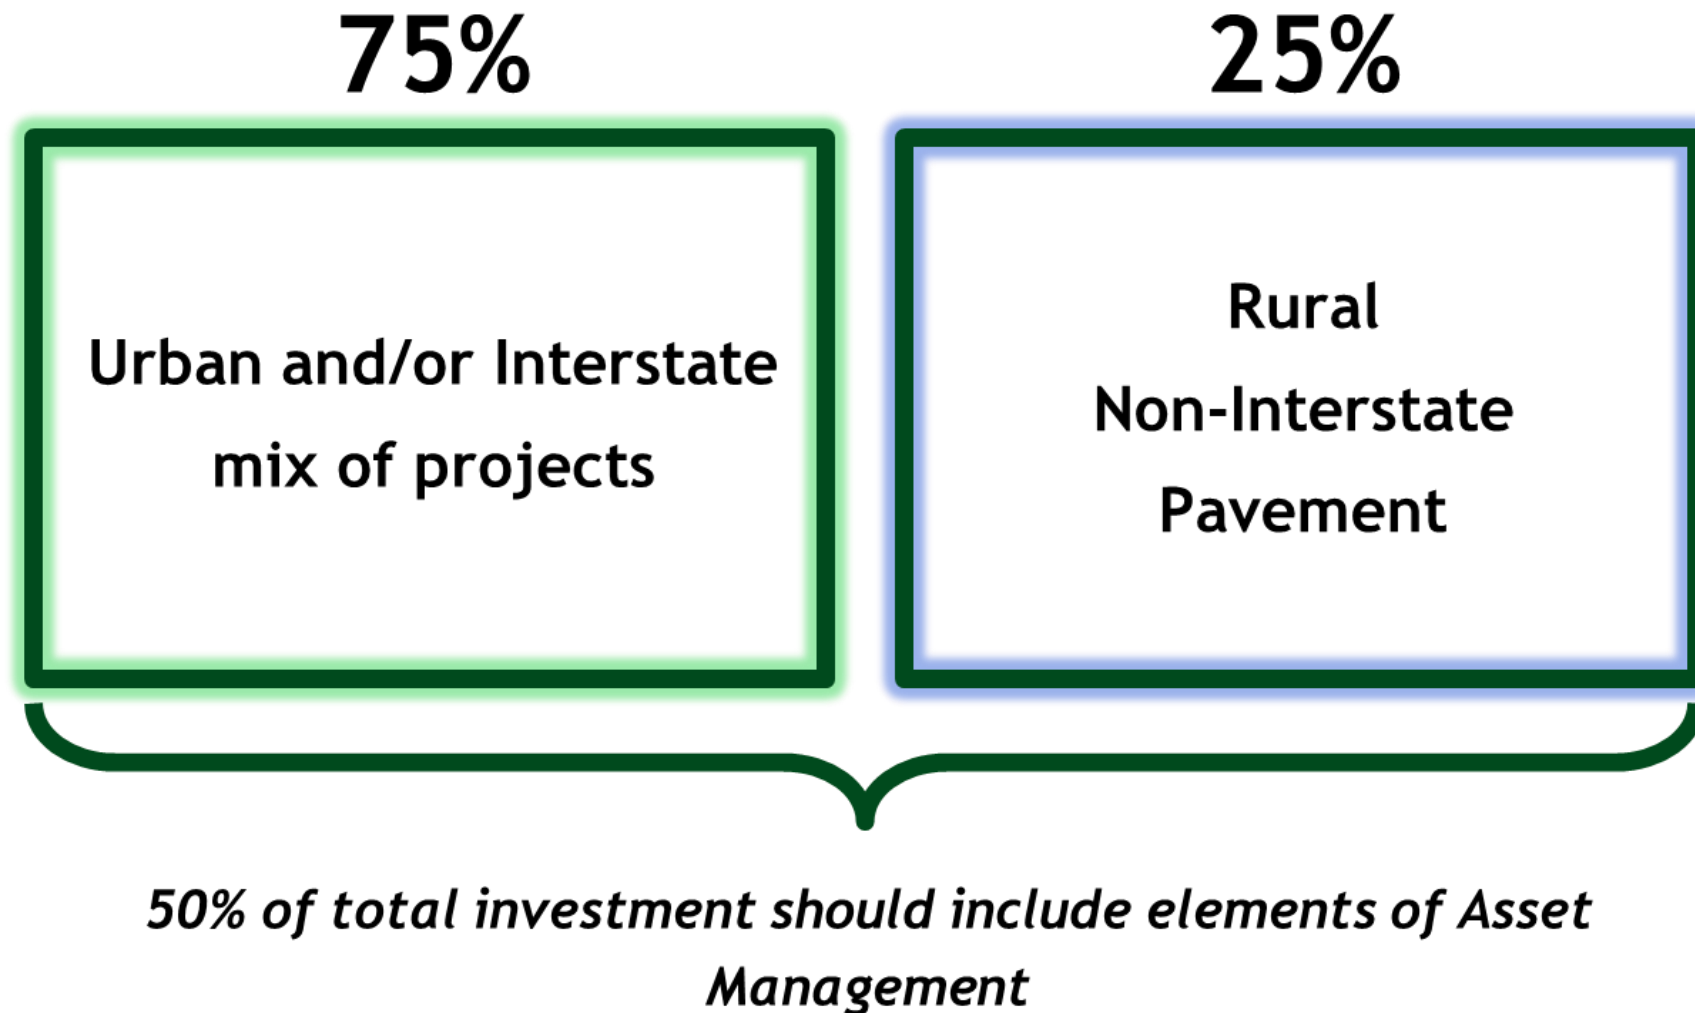 75%
25%
Urban and/or Interstate
mix of projects
Rural
Non-Interstate
Pavement
50% of total investment should include elements of Asset
Management